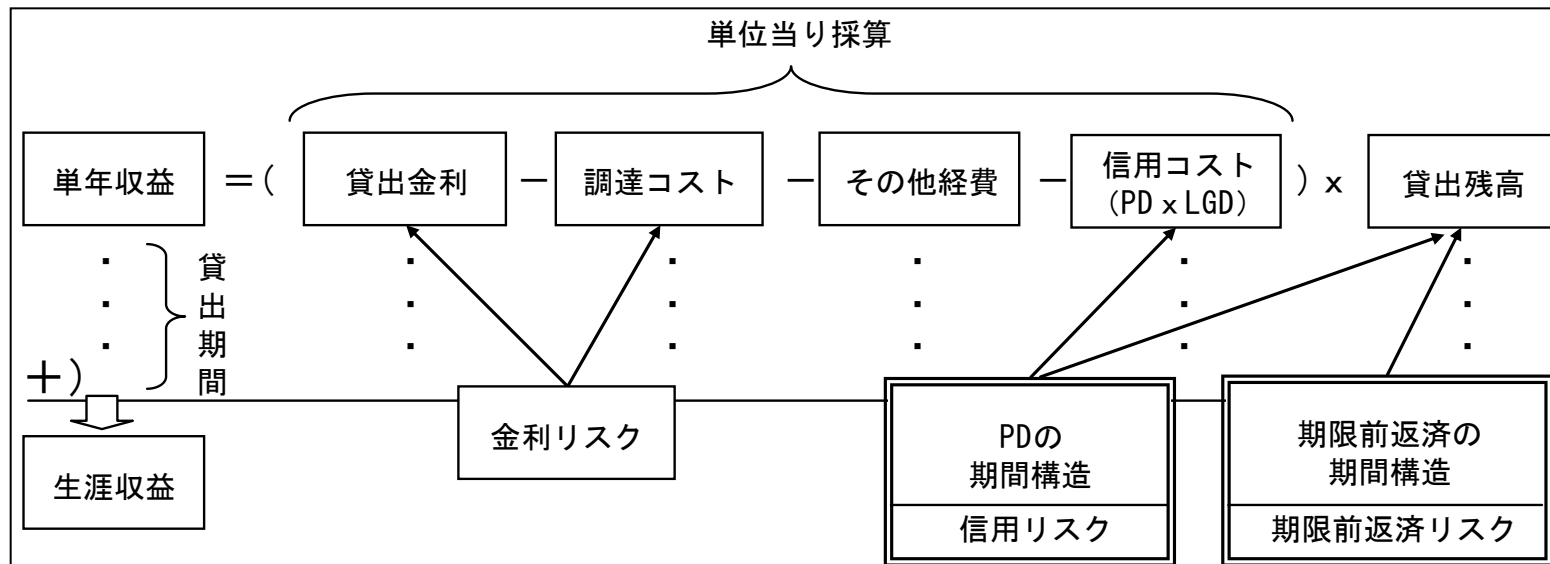 単位当り採算
単年収益 ＝( 貸出金利 － 調達コスト － その他経費 － 信用コスト (PDｘLGD) )ｘ 貸出残高
・ ・ ・ ・ ・ ・
・ ・ ・ ・ ・ ・
・ ・ ・ ・ ・ ・
貸出期間
＋)
生涯収益
金利リスク
PDの
期間構造
信用リスク
期限前返済の
期間構造
期限前返済リスク